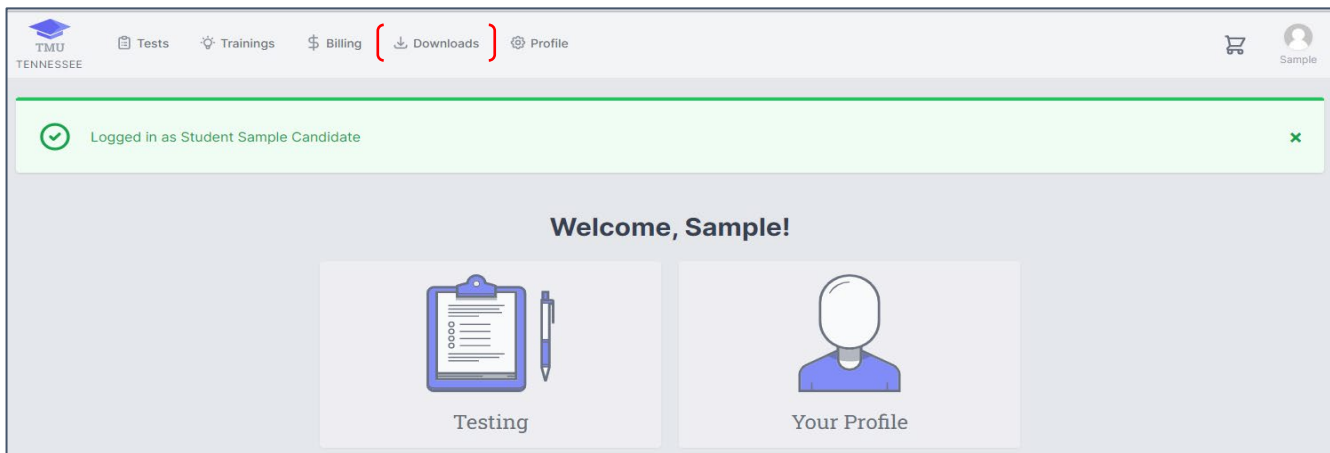 TMU
TENNESSEE
Tests Trainings $ Billing Downloads Profile
Sample
Logged in as Student Sample Candidate
Welcome, Sample!
Testing
Your Profile